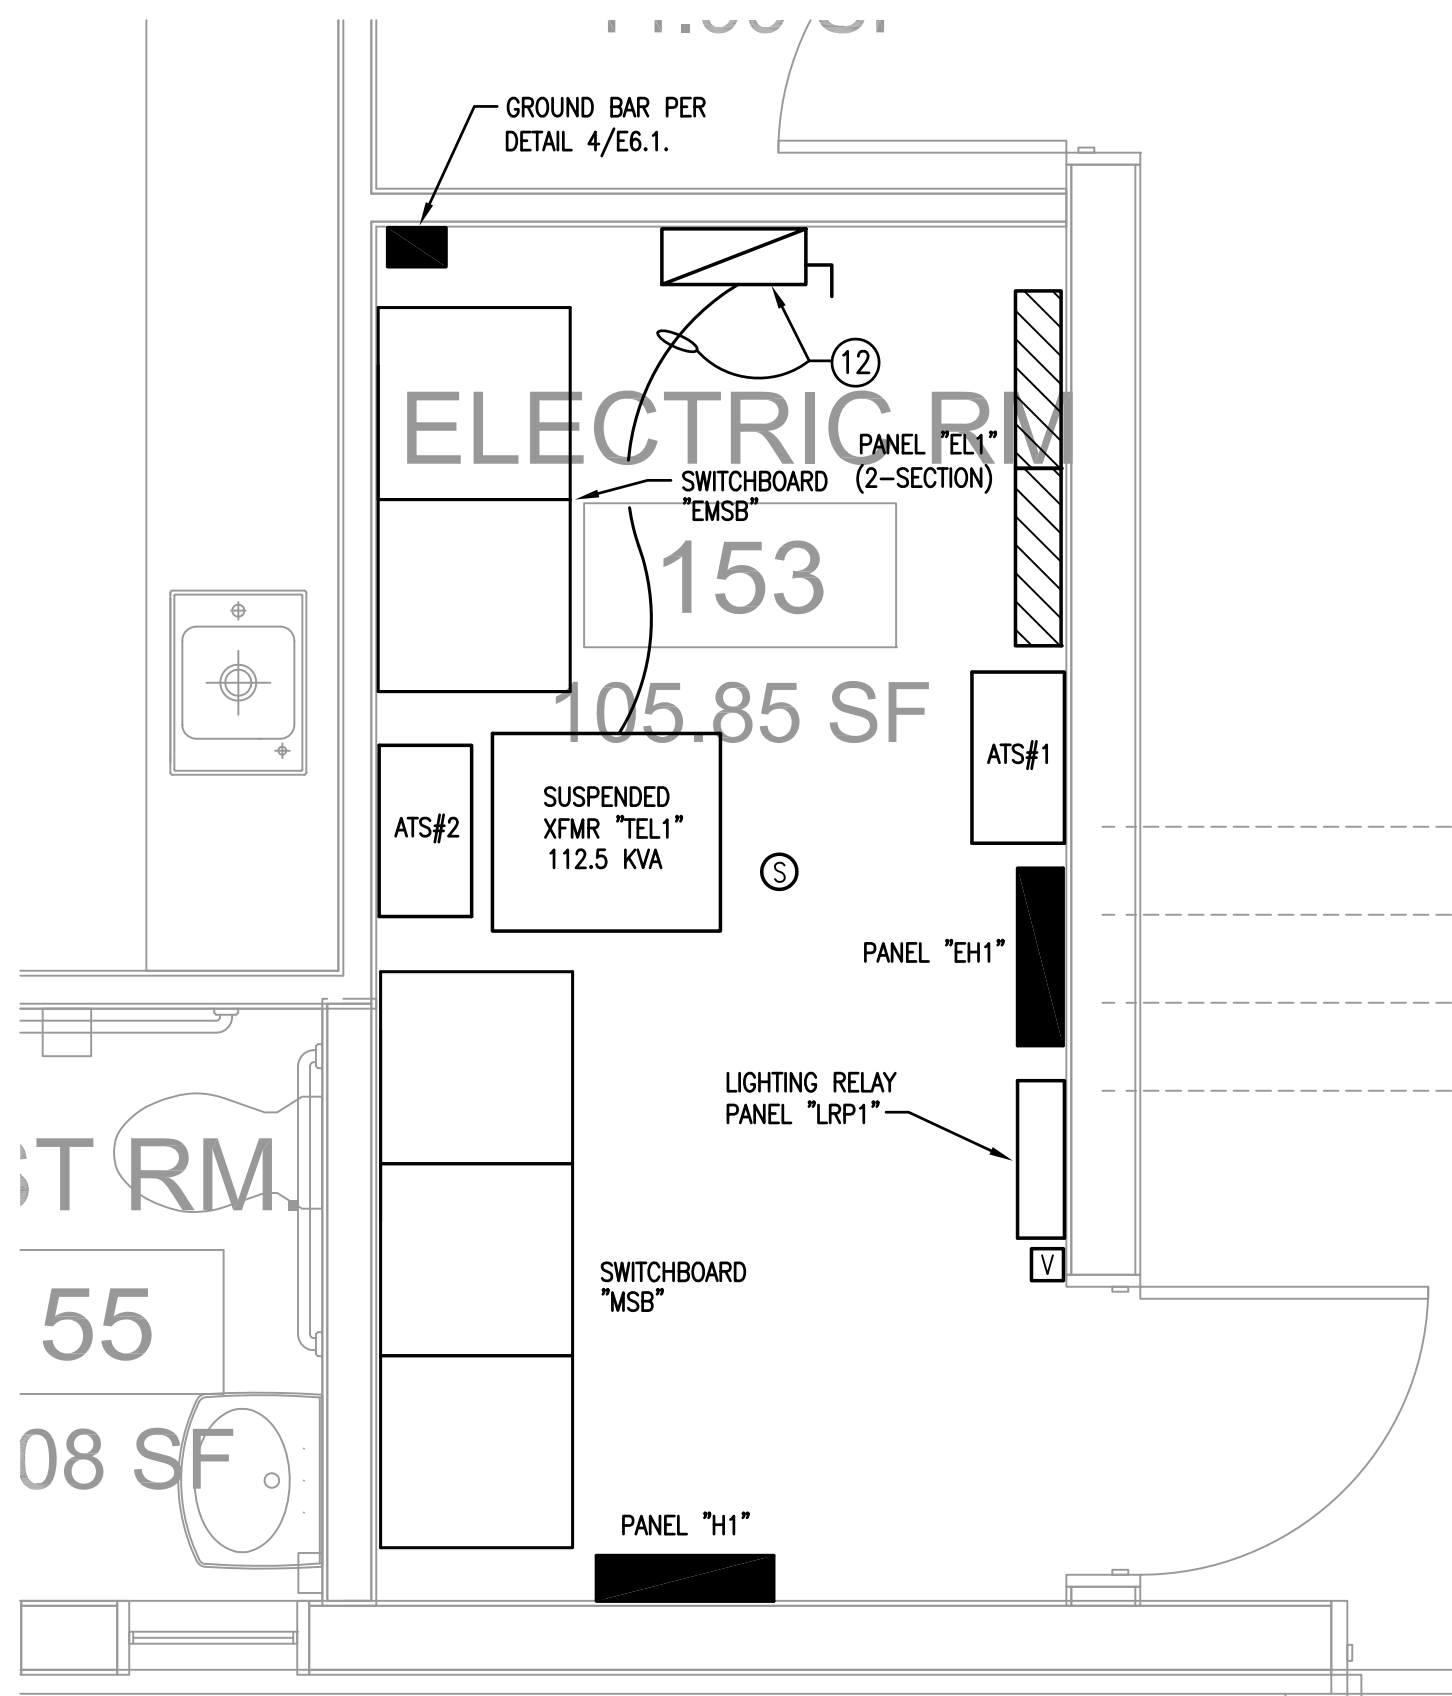 GROUND BAR PER
DETAIL 4/E6.1.
12
ELECTRIC RM
PANEL "EL1"
(2-SECTION)
SWITCHBOARD
"EMSB"
153
105.85 SF
ATS#1
SUSPENDED
XFMR "TEL1"
112.5 KVA
ATS#2
S
PANEL "EH1"
LIGHTING RELAY
PANEL "LRP1"
ST RM.
V
SWITCHBOARD
"MSB"
55
08 SF
PANEL "H1"